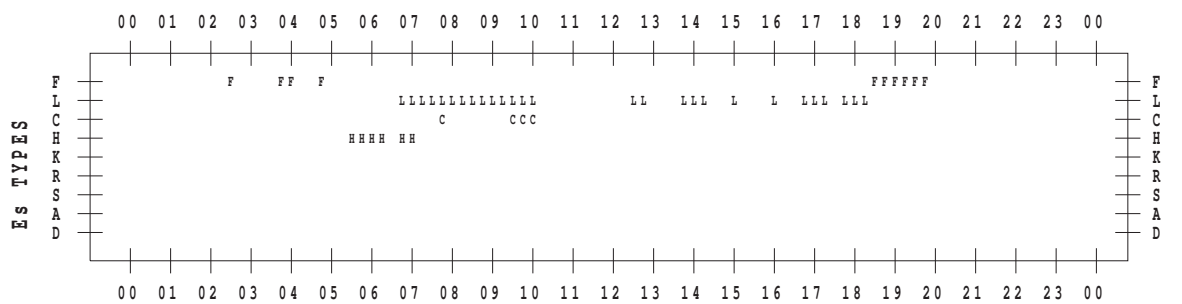 00 01 02 03 04 05 06 07 08 09 10 11 12 13 14 15 16 17 18 19 20 21 22 23 00
F F FF F FFFFFF F
L LLLLLLLLLLLLLL LL LLL L L LLL LLL L
C C CCC C
H HHHH HH H
K K
R R
S S
A A
D D
Es TYPES
00 01 02 03 04 05 06 07 08 09 10 11 12 13 14 15 16 17 18 19 20 21 22 23 00